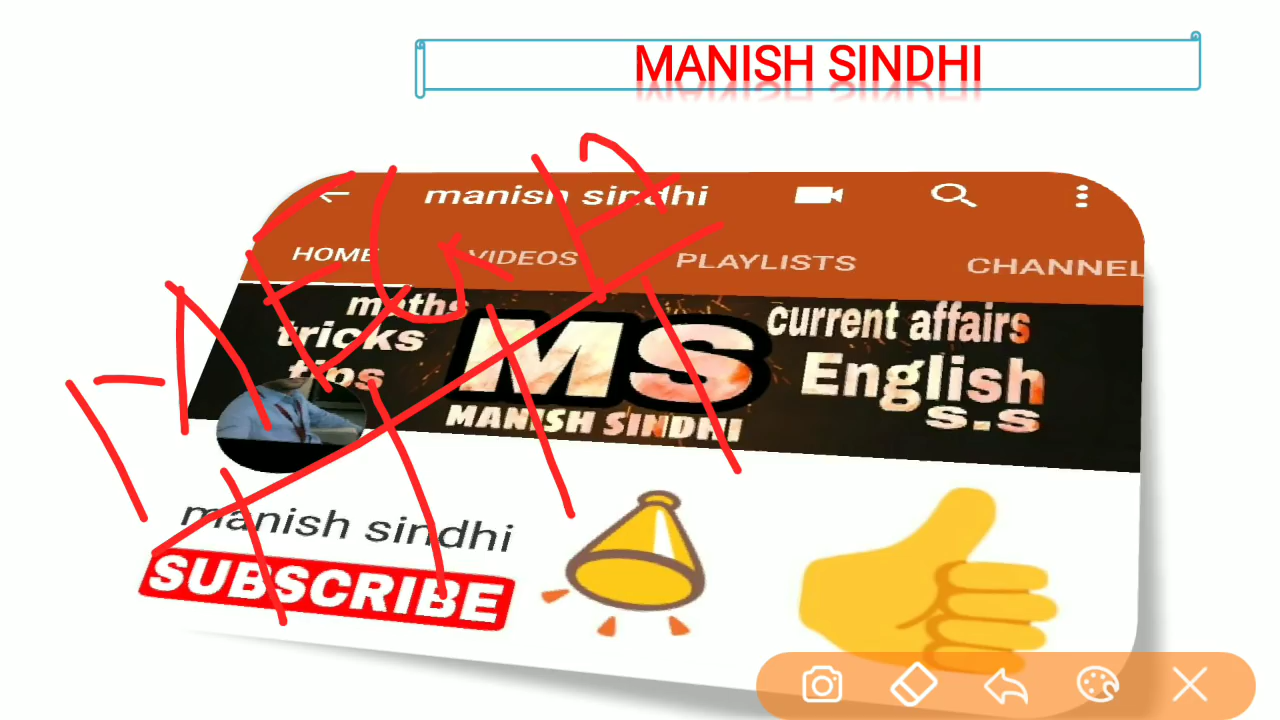 MANISH SINDHI
manish sindhi
HOME VIDEOS PLAYLISTS CHANNEL
maths
tricks
tips
MS
MANISH SINDHI
current affairs
English
s.s
manish sindhi
SUBSCRIBE